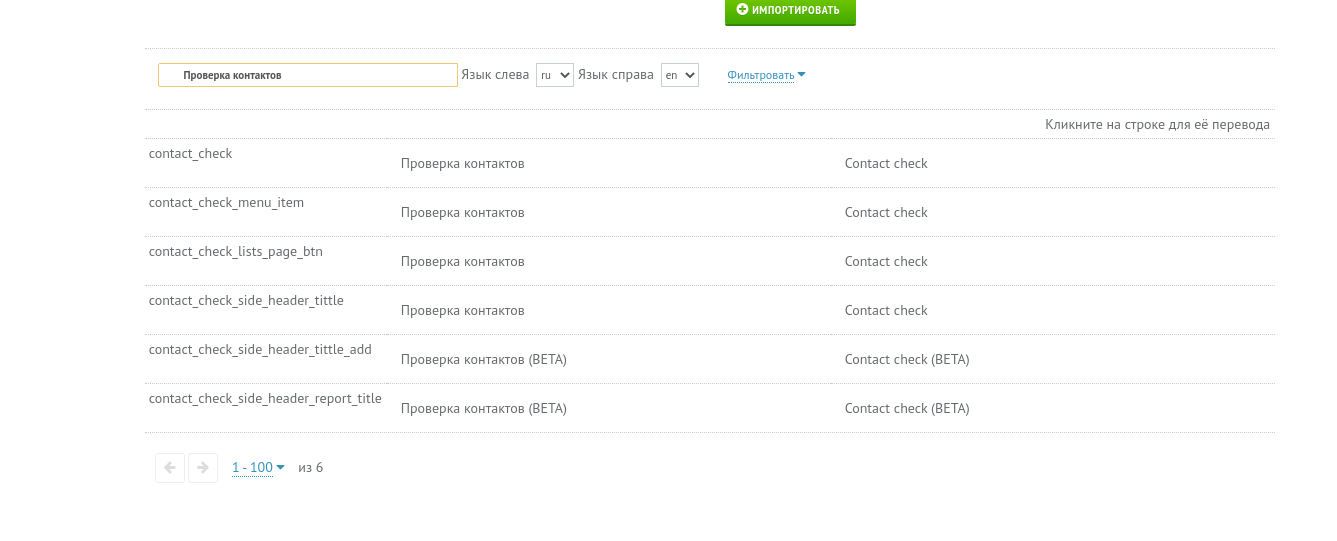 ИМПОРТИРОВАТЬ
Проверка контактов Язык слева ru Язык справа en Фильтровать
Кликните на строке для её перевода
contact_check Проверка контактов Contact check
contact_check_menu_item Проверка контактов Contact check
contact_check_lists_page_btn Проверка контактов Contact check
contact_check_side_header_tittle Проверка контактов Contact check
contact_check_side_header_tittle_add Проверка контактов (BETA) Contact check (BETA)
contact_check_side_header_report_title Проверка контактов (BETA) Contact check (BETA)
1 - 100 из 6